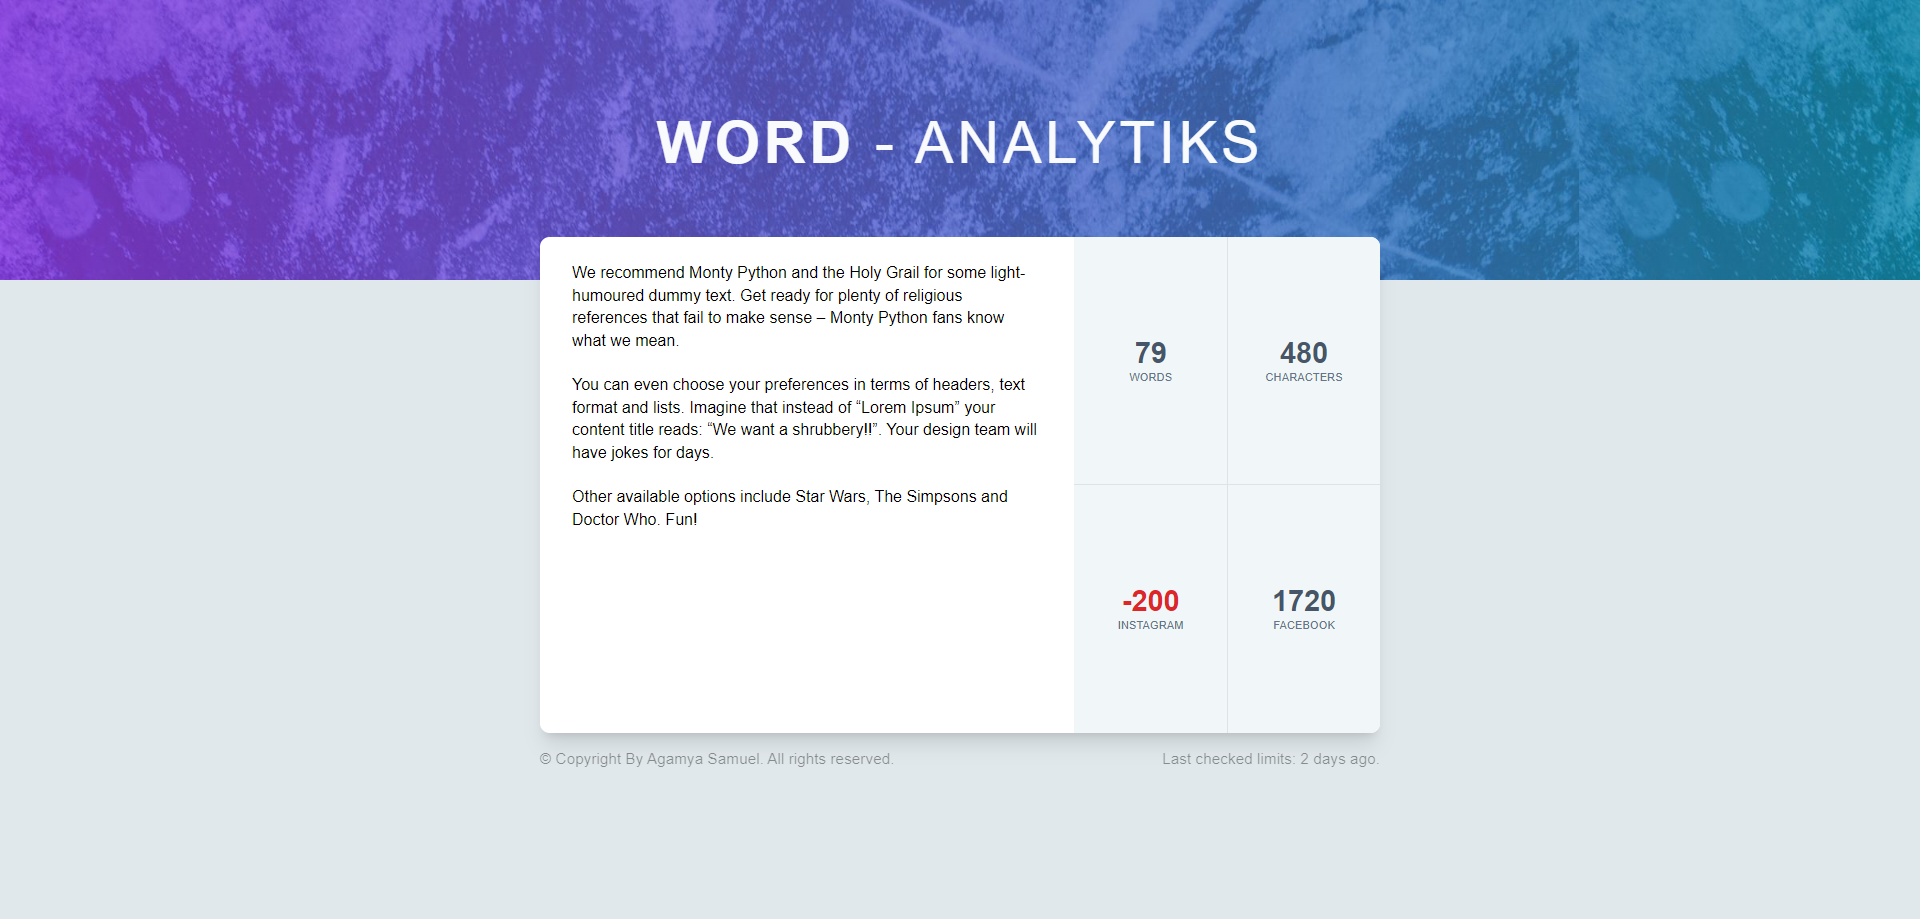 WORD - ANALYTIKS
We recommend Monty Python and the Holy Grail for some light-
humoured dummy text. Get ready for plenty of religious
references that fail to make sense – Monty Python fans know
what we mean.
You can even choose your preferences in terms of headers, text
format and lists. Imagine that instead of “Lorem Ipsum” your
content title reads: “We want a shrubbery!!”. Your design team will
have jokes for days.
Other available options include Star Wars, The Simpsons and
Doctor Who. Fun!
79
WORDS
480
CHARACTERS
-200
INSTAGRAM
1720
FACEBOOK
© Copyright By Agamya Samuel. All rights reserved.
Last checked limits: 2 days ago.